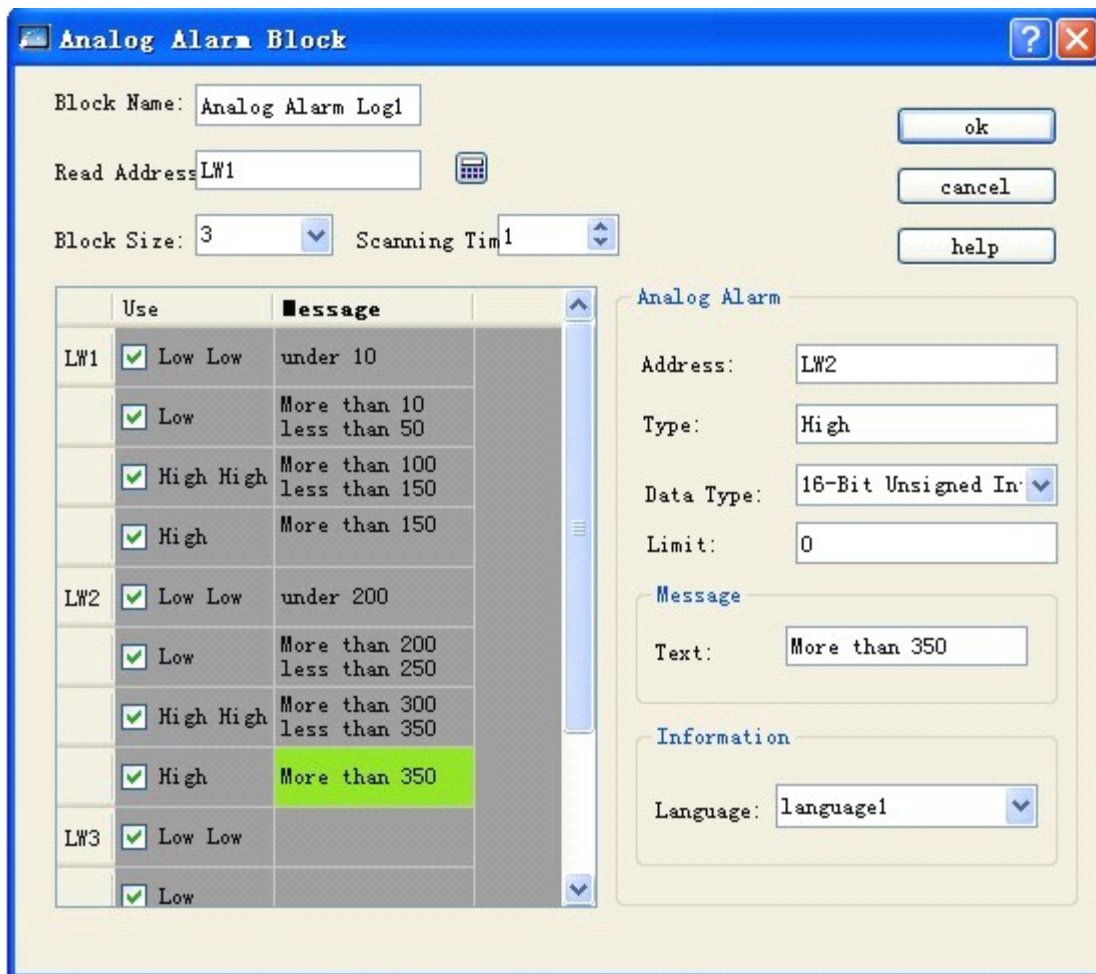 Analog Alarm Block
Block Name: Analog Alarm Log1
ok
Read Address LW1
cancel
Block Size: 3 Scanning Tim 1
help
Use Message
LW1 Low Low under 10
Low More than 10
less than 50
High High More than 100
less than 150
High More than 150
LW2 Low Low under 200
Low More than 200
less than 250
High High More than 300
less than 350
High More than 350
LW3 Low Low
Low
Analog Alarm
Address: LW2
Type: High
Data Type: 16-Bit Unsigned In
Limit: 0
Message
Text: More than 350
Information
Language: language1